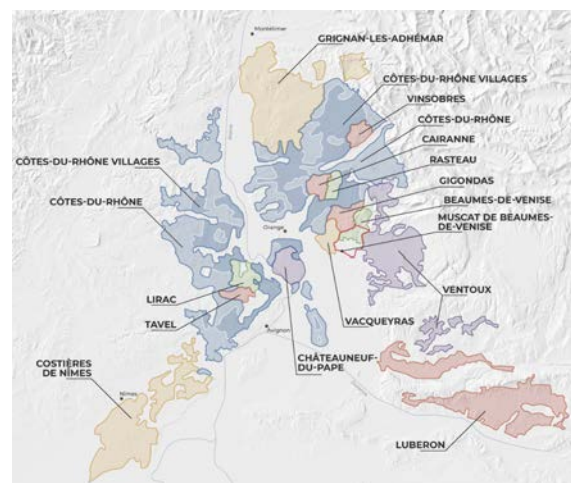 Montélimar
GRIGNAN-LES-ADHÉMAR
CÔTES-DU-RHÔNE VILLAGES
VINSOBRES
CÔTES-DU-RHÔNE
CAIRANNE
RASTEAU
GIGONDAS
BEAUMES-DE-VENISE
MUSCAT DE BEAUMES-
DE-VENISE
CÔTES-DU-RHÔNE VILLAGES
CÔTES-DU-RHÔNE
Orange
VENTOUX
LIRAC
TAVEL
VACQUEYRAS
Avignon
CHÂTEAUNEUF-
DU-PAPE
COSTIÈRES
DE NÎMES
Nîmes
LUBERON